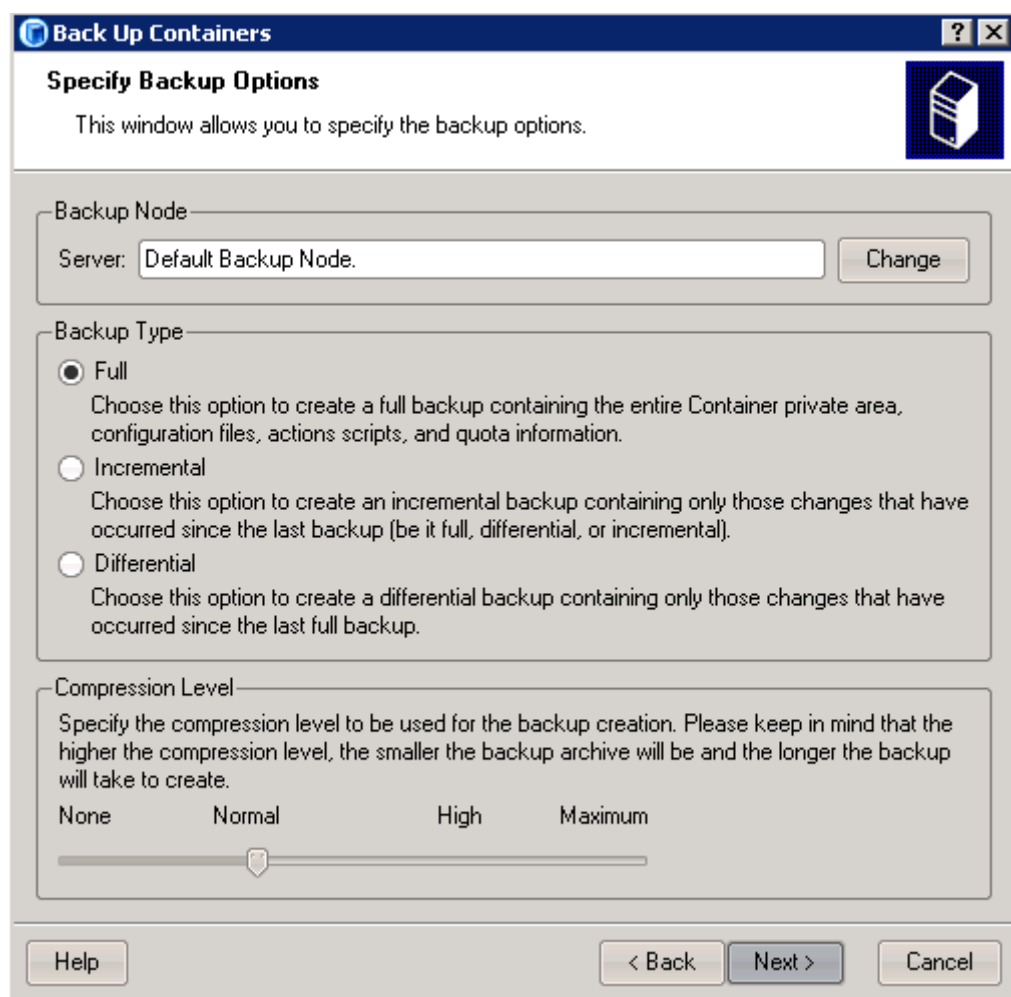 Back Up Containers
?
Specify Backup Options
This window allows you to specify the backup options.
Backup Node
Server: Default Backup Node. Change
Backup Type
Full
Choose this option to create a full backup containing the entire Container private area,
configuration files, actions scripts, and quota information.
Incremental
Choose this option to create an incremental backup containing only those changes that have
occurred since the last backup (be it full, differential, or incremental).
Differential
Choose this option to create a differential backup containing only those changes that have
occurred since the last full backup.
Compression Level
Specify the compression level to be used for the backup creation. Please keep in mind that the
higher the compression level, the smaller the backup archive will be and the longer the backup
will take to create.
None Normal High Maximum
Help < Back Next > Cancel